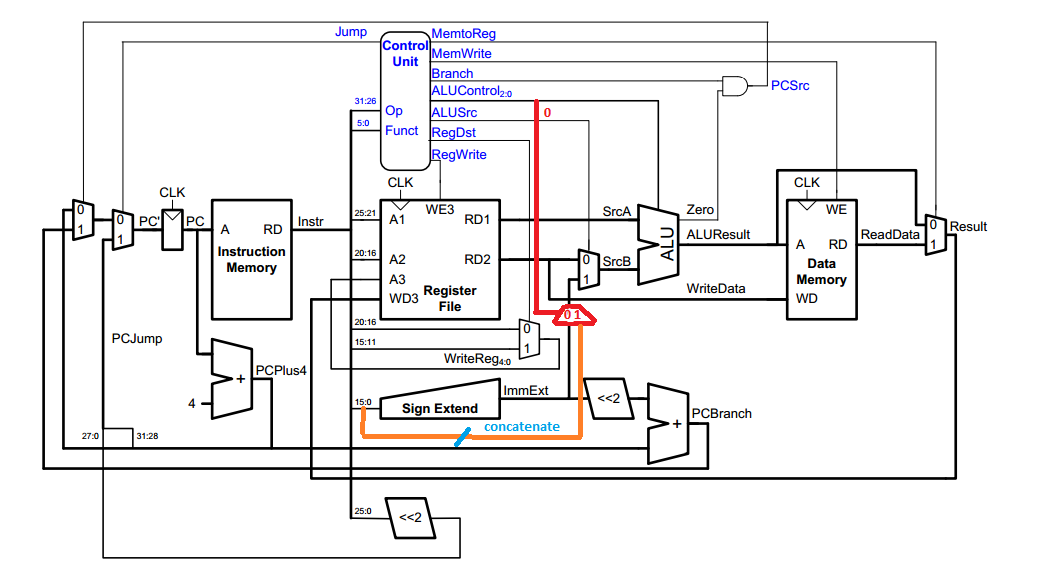 Jump
Control
Unit
MemtoReg
MemWrite
Branch
ALUControl2:0
ALUSrc
RegDst
RegWrite
PCSrc
31:26
Op
5:0
Funct
0
CLK
CLK
CLK
0
1
0
1
PC'
PC
A
RD
Instruction
Memory
Instr
25:21
A1
WE3
RD1
20:16
A2
RD2
A3
WD3
Register
File
SrcA
0
1
SrcB
ALU
Zero
ALUResult
WriteData
WE
A
RD
Data
Memory
WD
ReadData
0
1
Result
0 1
20:16
15:11
0
1
WriteReg4:0
PCJump
4
+
PCPlus4
15:0
Sign Extend
ImmExt
<<2
+
PCBranch
concatenate
27:0
31:28
25:0
<<2